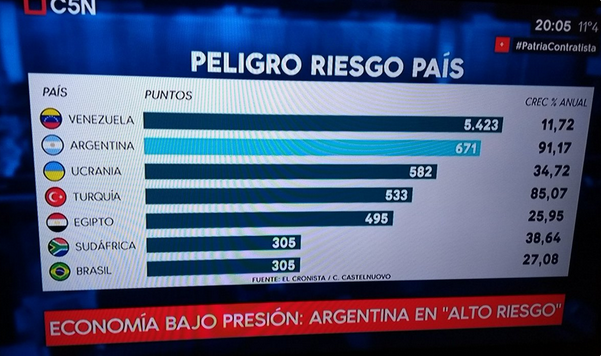 C5N
20:05 11°4
#PatriaContratista
PELIGRO RIESGO PAÍS
PAÍS PUNTOS CREC % ANUAL
VENEZUELA 5.423 11,72
ARGENTINA 671 91,17
UCRANIA 582 34,72
TURQUÍA 533 85,07
EGIPTO 495 25,95
SUDÁFRICA 305 38,64
BRASIL 305 27,08
FUENTE: EL CRONISTA / C. CASTELNUOVO
ECONOMÍA BAJO PRESIÓN: ARGENTINA EN "ALTO RIESGO"